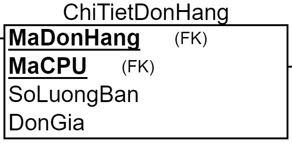 ChiTietDonHang
MaDonHang (FK)
MaCPU (FK)
SoLuongBan
DonGia